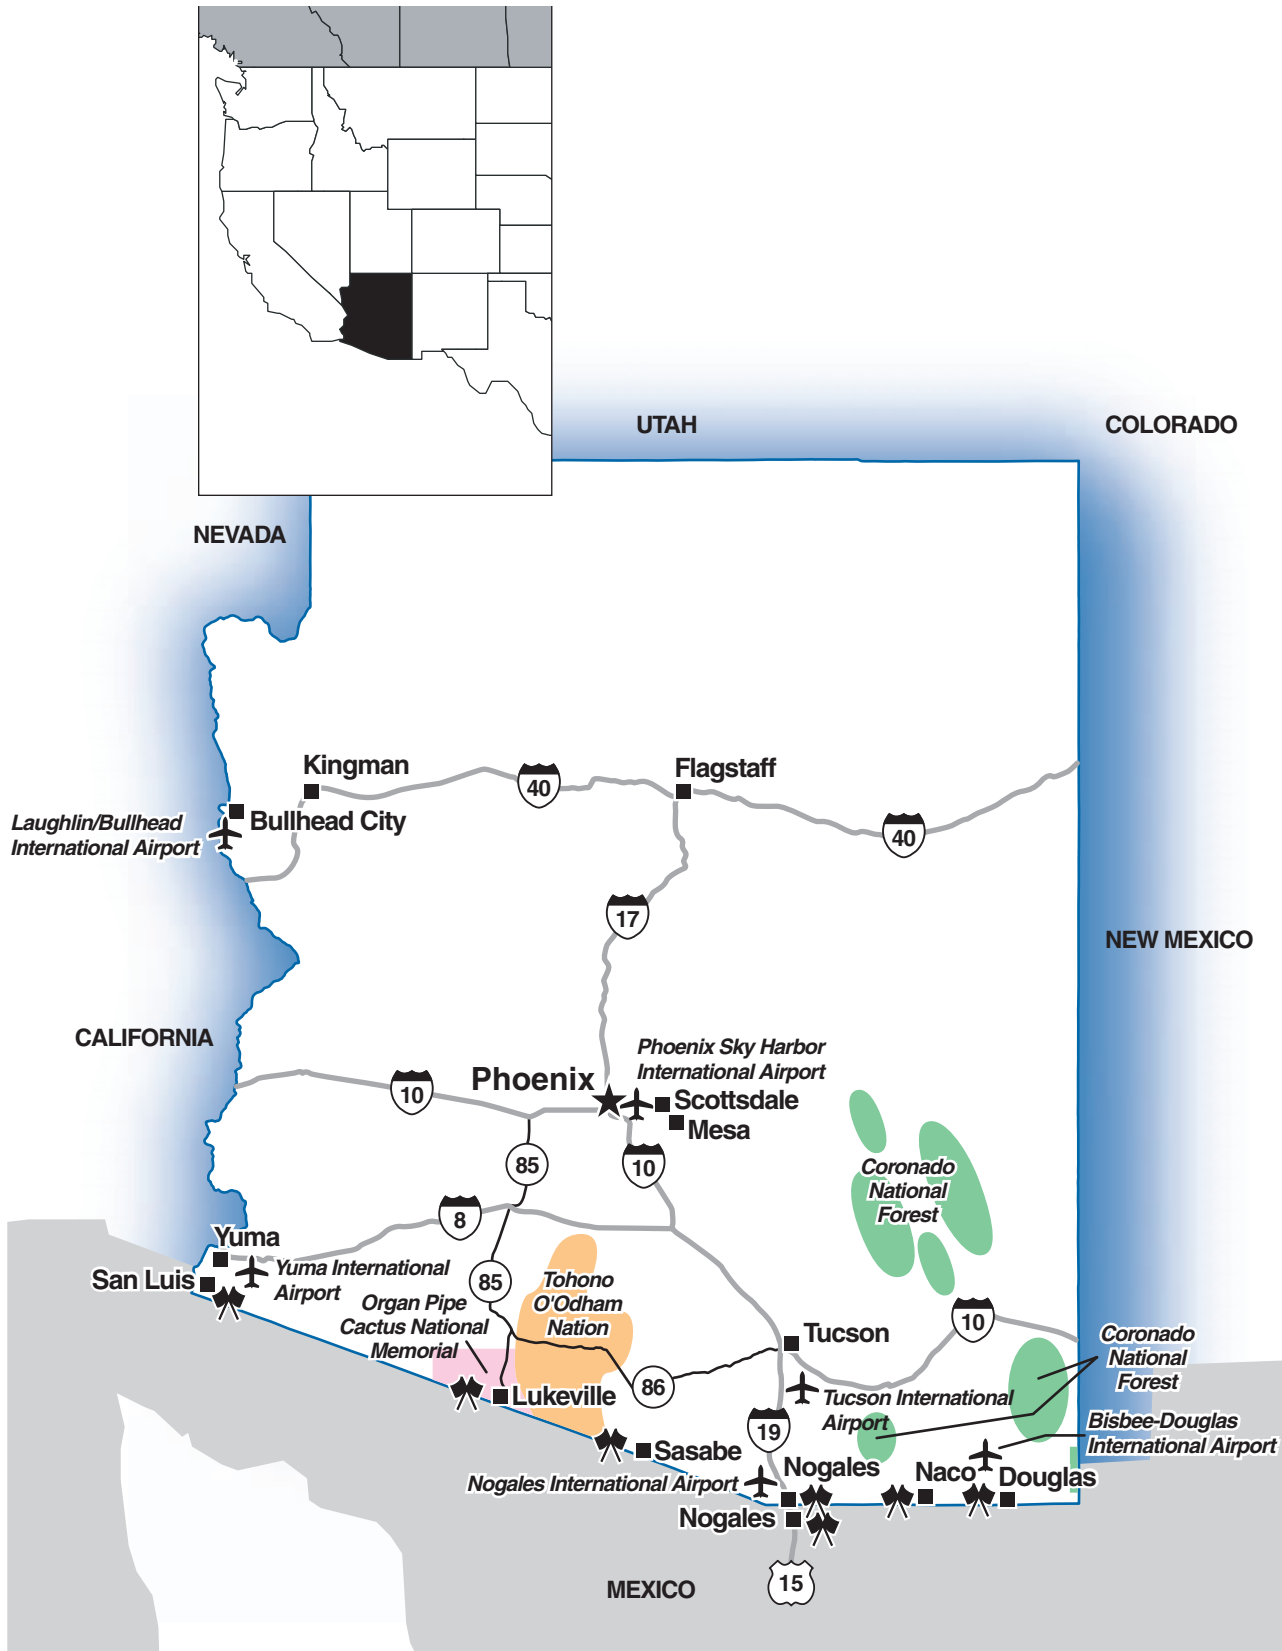 UTAH
COLORADO
NEVADA
Kingman
40
Flagstaff
Laughlin/Bullhead
International Airport
Bullhead City
40
17
NEW MEXICO
CALIFORNIA
Phoenix Sky Harbor
International Airport
Phoenix
10
Scottsdale
Mesa
85
10
Coronado
National
Forest
8
Yuma
San Luis
Yuma International
Airport
85
Tohono
O'Odham
Nation
Organ Pipe
Cactus National
Memorial
10
Tucson
Coronado
National
Forest
86
Lukeville
Tucson International
Airport
19
Bisbee-Douglas
International Airport
Sasabe
Nogales International Airport
Nogales
Naco
Douglas
Nogales
15
MEXICO